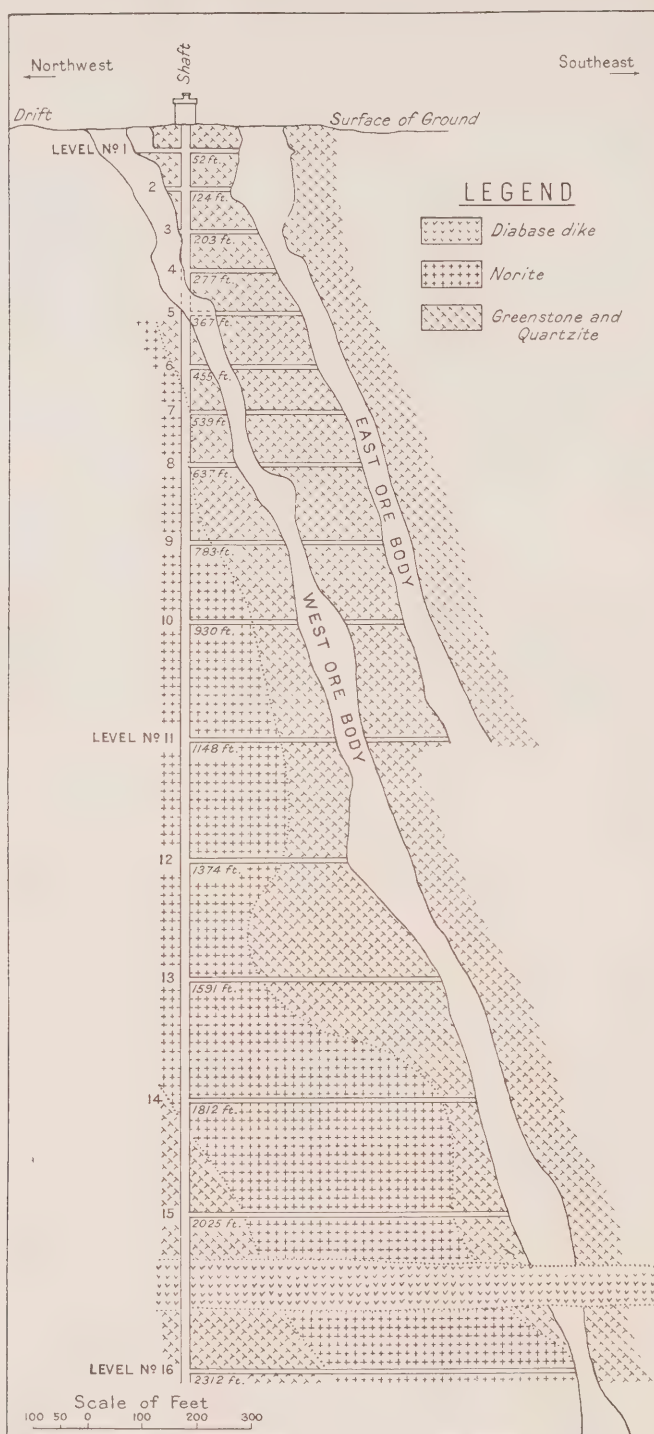 Northwest
Shaft
Southeast
Drift
Surface of Ground
LEVEL Nº 1
52 ft.
2
124 ft.
LEGEND
Diabase dike
Norite
Greenstone and
Quartzite
3
203 ft.
4
277 ft.
5
367 ft.
6
455 ft.
7
539 ft.
8
637 ft.
EAST ORE BODY
9
783 ft.
WEST ORE BODY
10
930 ft.
LEVEL Nº 11
1148 ft.
12
1374 ft.
13
1591 ft.
14
1812 ft.
15
2025 ft.
LEVEL Nº 16
2312 ft.
Scale of Feet
100 50 0 100 200 300